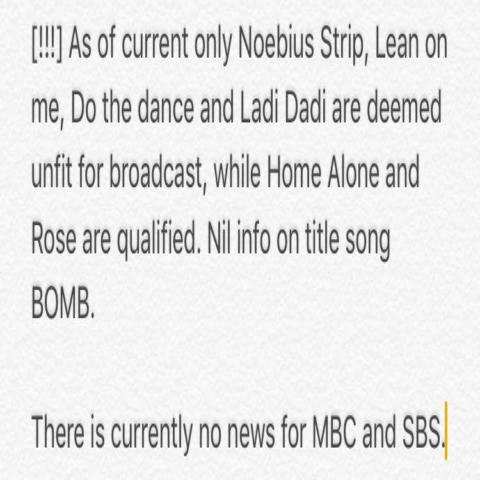 [!!!] As of current only Noebius Strip, Lean on
me, Do the dance and Ladi Dadi are deemed
unfit for broadcast, while Home Alone and
Rose are qualified. Nil info on title song
BOMB.
There is currently no news for MBC and SBS.